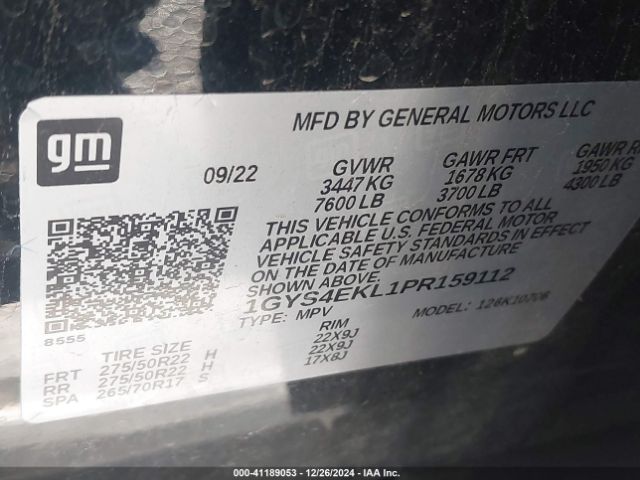 gm
MFD BY GENERAL MOTORS LLC
09/22 GVWR GAWR FRT GAWR
3447 KG 1678 KG 1950 KG
7600 LB 3700 LB 4300 LB
THIS VEHICLE CONFORMS TO ALL
APPLICABLE U.S. FEDERAL MOTOR
VEHICLE SAFETY STANDARDS IN EFFECT
ON THE DATE OF MANUFACTURE
SHOWN ABOVE.
1GYS4EKL1PR159112
8555 TYPE: MPV MODEL:
TIRE SIZE RIM
FRT 275/50R22 H 22X9J
RR 275/50R22 H 22X9J
SPA 265/70R17 S 17X8J
000-41189053 - 12/26/2024 - IAA Inc.